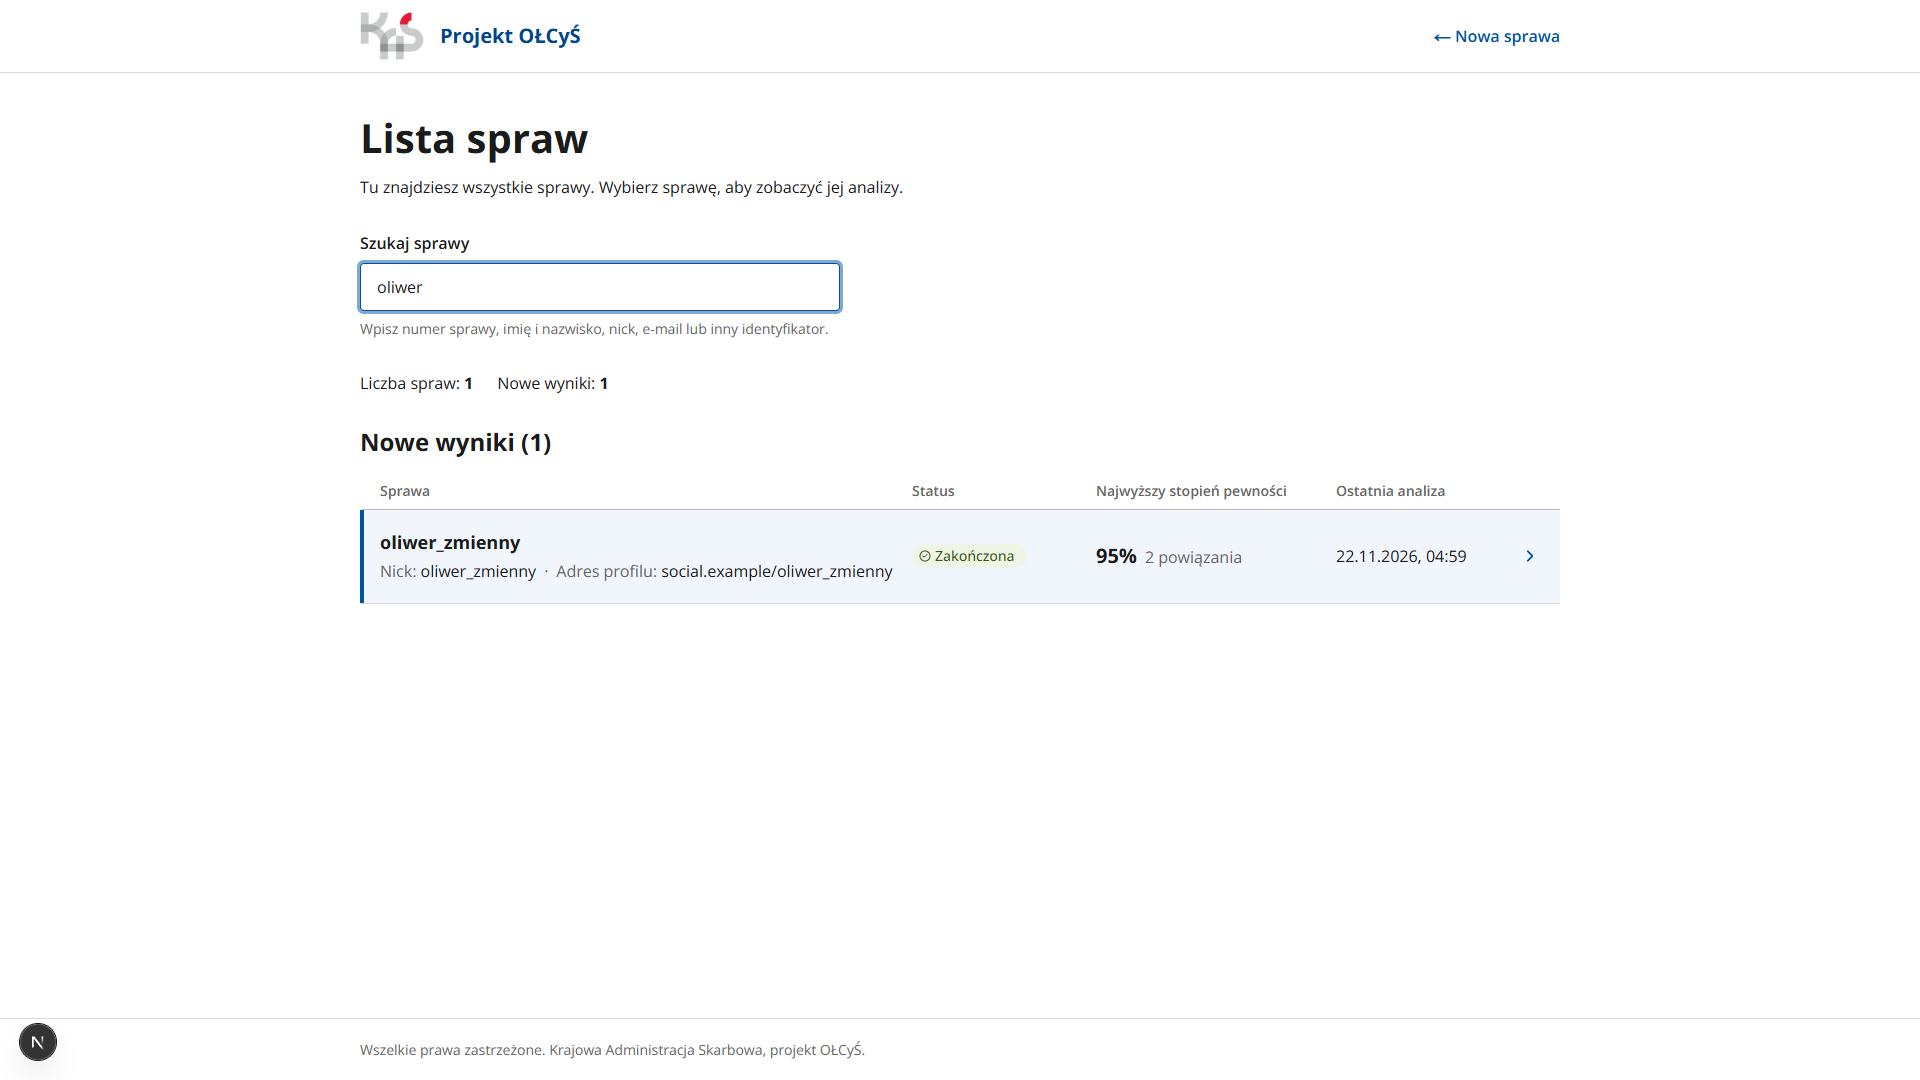 Projekt OŁCyŚ
← Nowa sprawa
Lista spraw
Tu znajdziesz wszystkie sprawy. Wybierz sprawę, aby zobaczyć jej analizy.
Szukaj sprawy
oliwer
Wpisz numer sprawy, imię i nazwisko, nick, e-mail lub inny identyfikator.
Liczba spraw: 1 Nowe wyniki: 1
Nowe wyniki (1)
Sprawa Status Najwyższy stopień pewności Ostatnia analiza
oliwer_zmienny
Nick: oliwer_zmienny · Adres profilu: social.example/oliwer_zmienny
Zakończona
95% 2 powiązania
22.11.2026, 04:59
N
Wszelkie prawa zastrzeżone. Krajowa Administracja Skarbowa, projekt OŁCyŚ.